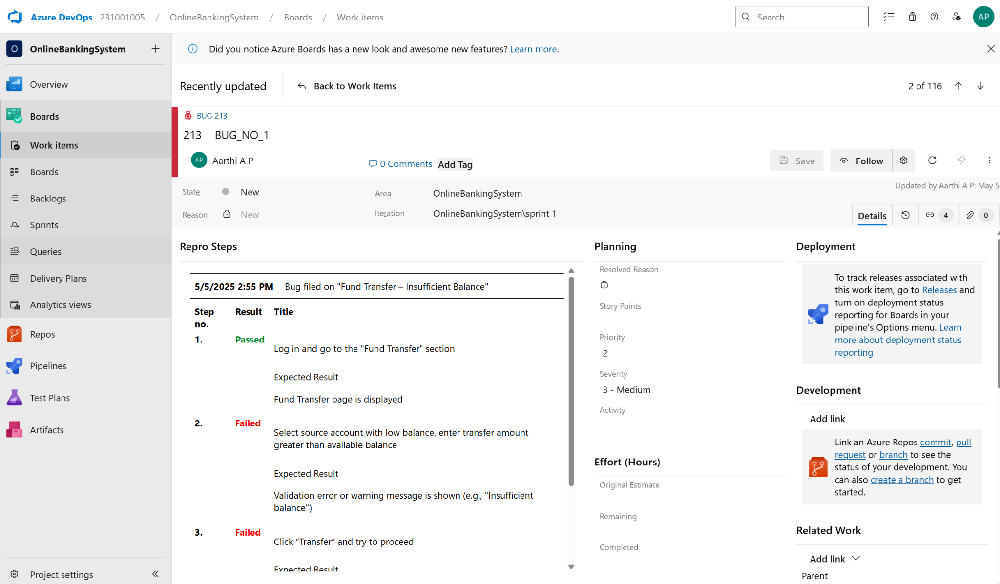 Azure DevOps 231001005 / OnlineBankingSystem / Boards / Work items
Search
AP
O OnlineBankingSystem
Did you notice Azure Boards has a new look and awesome new features? Learn more.
Overview
Boards
Work items
Boards
Backlogs
Sprints
Queries
Delivery Plans
Analytics views
Repos
Pipelines
Test Plans
Artifacts
Project settings
Recently updated
Back to Work Items
2 of 116
BUG 213
213 BUG_NO_1
AP Aarthi A P
0 Comments Add Tag
Save
Follow
State New
Area OnlineBankingSystem
Updated by Aarthi A P: May 5
Reason New
Iteration OnlineBankingSystem\sprint 1
Details
4
0
Repro Steps
5/5/2025 2:55 PM Bug filed on "Fund Transfer – Insufficient Balance"
Step Result Title
no.
1. Passed
Log in and go to the "Fund Transfer" section
Expected Result
Fund Transfer page is displayed
2. Failed
Select source account with low balance, enter transfer amount
greater than available balance
Expected Result
Validation error or warning message is shown (e.g., "Insufficient
balance")
3. Failed
Click “Transfer” and try to proceed
Expected Result
Planning
Resolved Reason
Story Points
Priority
2
Severity
3 - Medium
Activity
Effort (Hours)
Original Estimate
Remaining
Completed
Deployment
To track releases associated with
this work item, go to Releases and
turn on deployment status
reporting for Boards in your
pipeline's Options menu. Learn
more about deployment status
reporting
Development
Add link
Link an Azure Repos commit, pull
request or branch to see the
status of your development. You
can also create a branch to get
started.
Related Work
Add link
Parent